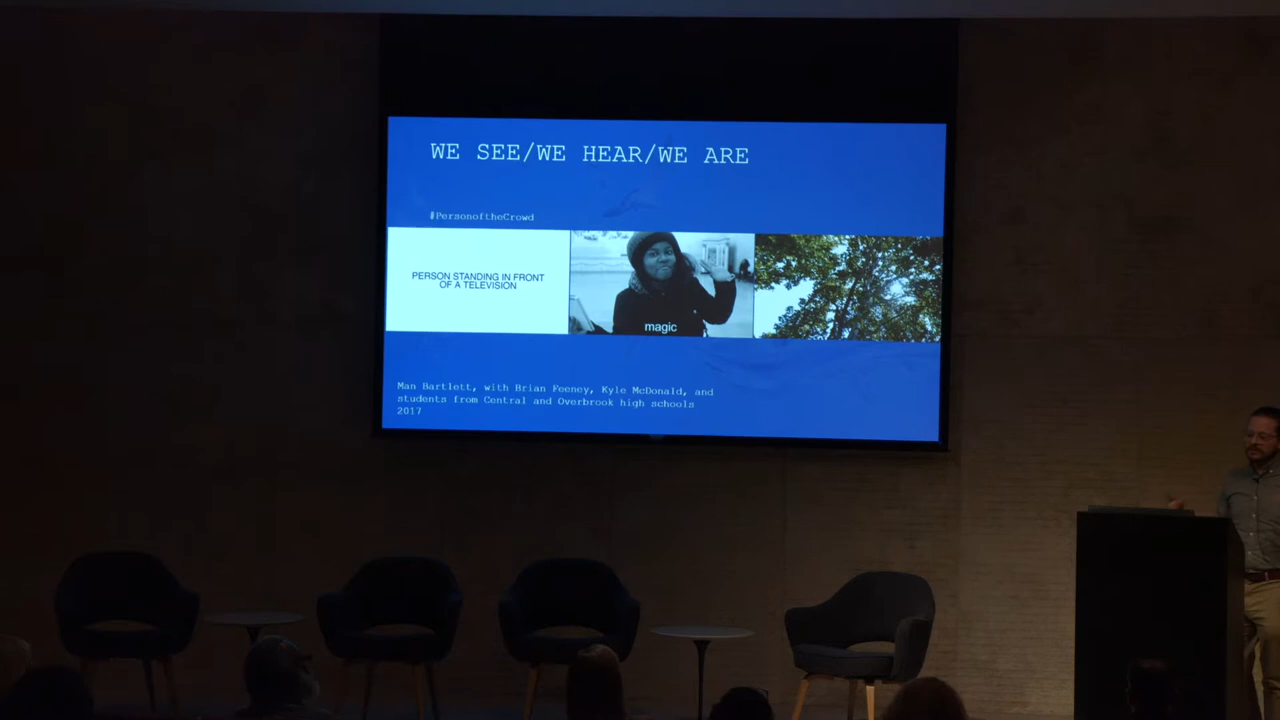 WE SEE/WE HEAR/WE ARE
#PersonoftheCrowd
PERSON STANDING IN FRONT
OF A TELEVISION
magic
Man Bartlett, with Brian Feeney, Kyle McDonald, and
students from Central and Overbrook high schools
2017